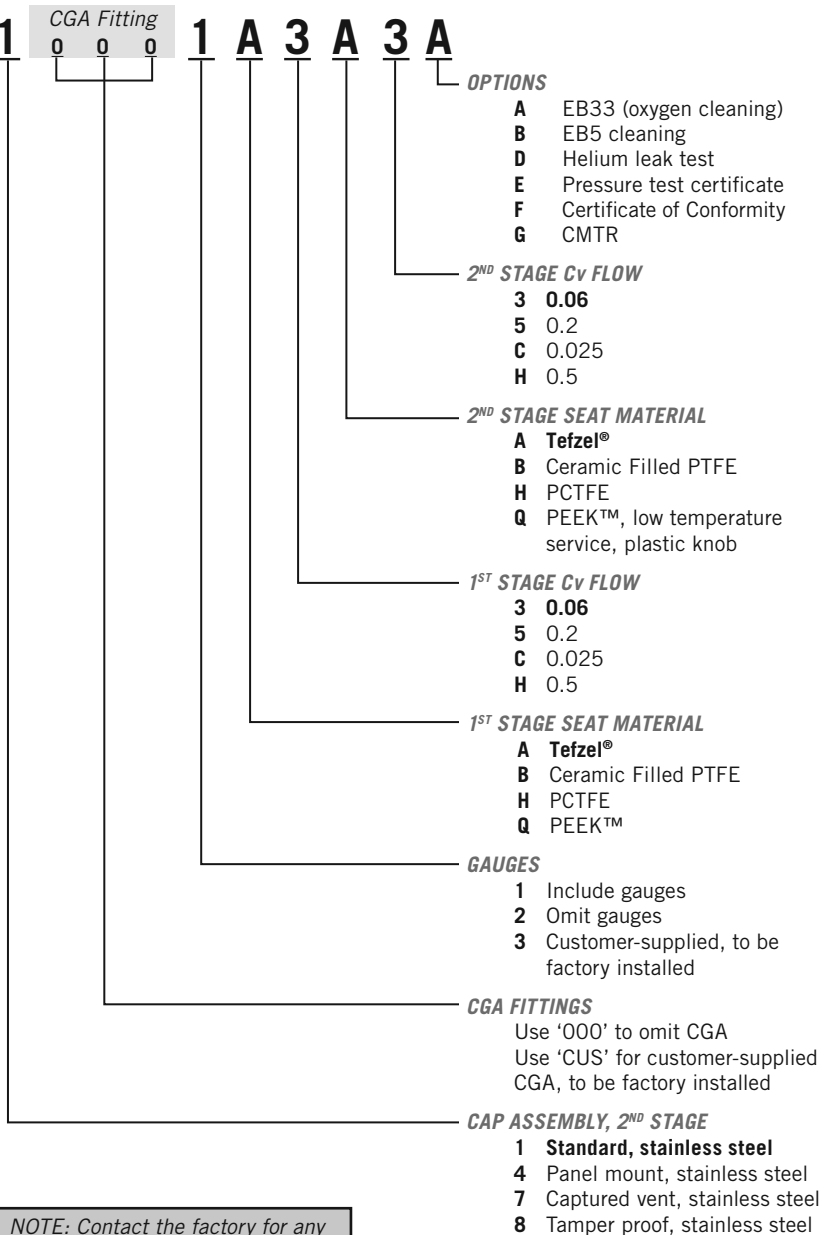 CGA Fitting
1 0 0 0 1 A 3 A 3 A
OPTIONS
A EB33 (oxygen cleaning)
B EB5 cleaning
D Helium leak test
E Pressure test certificate
F Certificate of Conformity
G CMTR
2ND STAGE Cv FLOW
3 0.06
5 0.2
C 0.025
H 0.5
2ND STAGE SEAT MATERIAL
A Tefzel®
B Ceramic Filled PTFE
H PCTFE
Q PEEK™, low temperature
service, plastic knob
1ST STAGE Cv FLOW
3 0.06
5 0.2
C 0.025
H 0.5
1ST STAGE SEAT MATERIAL
A Tefzel®
B Ceramic Filled PTFE
H PCTFE
Q PEEK™
GAUGES
1 Include gauges
2 Omit gauges
3 Customer-supplied, to be
factory installed
CGA FITTINGS
Use ‘000’ to omit CGA
Use ‘CUS’ for customer-supplied
CGA, to be factory installed
CAP ASSEMBLY, 2ND STAGE
1 Standard, stainless steel
4 Panel mount, stainless steel
7 Captured vent, stainless steel
8 Tamper proof, stainless steel
NOTE: Contact the factory for any